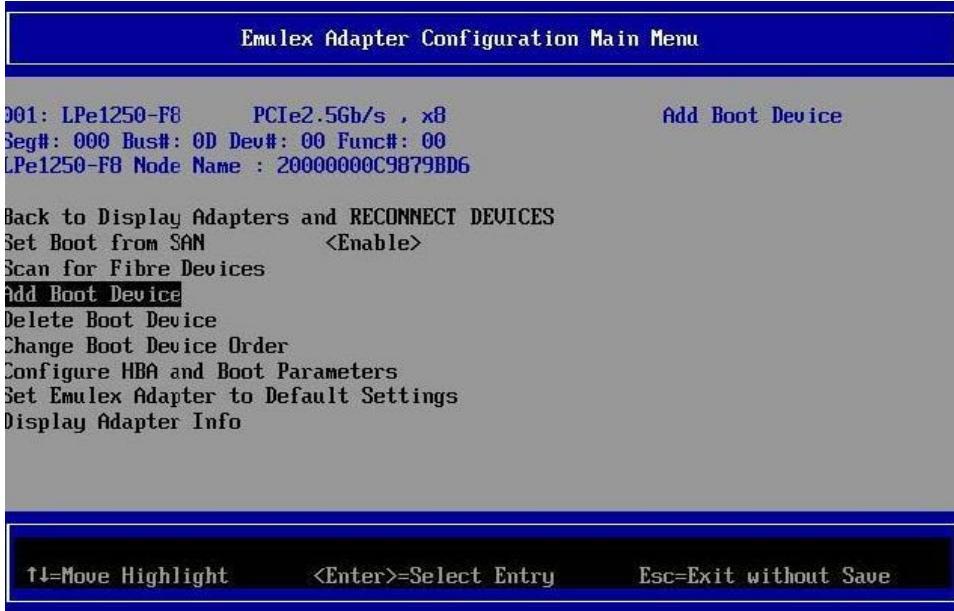 Emulex Adapter Configuration Main Menu
001: LPe1250-F8 PCIe2.5Gb/s , x8 Add Boot Device
Seg#: 000 Bus#: 0D Dev#: 00 Func#: 00
LPe1250-F8 Node Name : 20000000C9879BD6
Back to Display Adapters and RECONNECT DEVICES
Set Boot from SAN <Enable>
Scan for Fibre Devices
Add Boot Device
Delete Boot Device
Change Boot Device Order
Configure HBA and Boot Parameters
Set Emulex Adapter to Default Settings
Display Adapter Info
↑↓=Move Highlight <Enter>=Select Entry Esc=Exit without Save